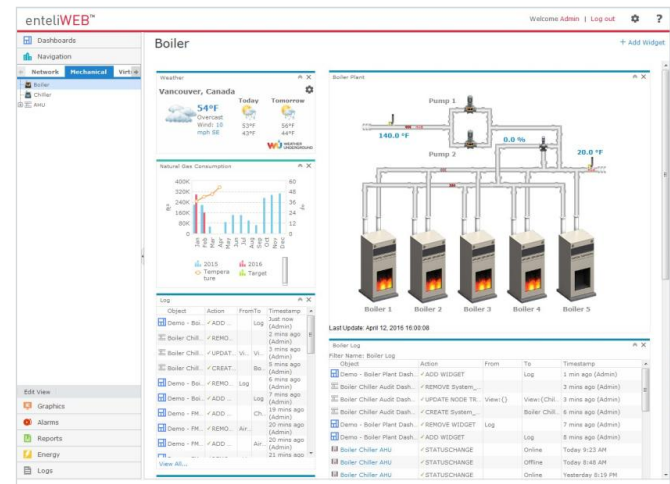 enteliWEB™
Welcome Admin | Log out
?
Dashboards
Navigation
Network Mechanical Virt
Boiler
Chiller
AHU
Edit View
Graphics
Alarms
Reports
Energy
Logs
Boiler
+ Add Widget
Weather
Vancouver, Canada
54°F
Overcast
Wind: 10
mph SE
Today Tomorrow
53°F 56°F
43°F 44°F
WEATHER
UNDERGROUND
Natural Gas Consumption
400K 60
320K 48
240K 36
160K 24
80K 12
0 0
ft³
°F
Jan Feb Mar Apr May Jun Jul Aug Sep Oct Nov Dec
2015 2016
Tempera
ture
Target
Log
Object Action From To Timestamp
Demo - Boi... ✓ADD ... Log Just now
(Admin)
Boiler Chill... ✓REMO... 2 mins ago
(Admin)
Boiler Chill... ✓UPDAT... Vi... Vi... 3 mins ago
(Admin)
Boiler Chill... ✓CREAT... Bo... 5 mins ago
(Admin)
Demo - Boi... ✓REMO... Log 6 mins ago
(Admin)
Demo - Boi... ✓ADD ... Log 7 mins ago
(Admin)
Demo - FM... ✓ADD ... Ch... 19 mins ago
(Admin)
Demo - FM... ✓REMO... Air... 20 mins ago
(Admin)
Demo - FM... ✓ADD ... Air... 20 mins ago
(Admin)
21 mins ago
View All...
Boiler Plant
Pump 1
140.0 °F
0.0 %
Pump 2
20.0 °F
Boiler 1 Boiler 2 Boiler 3 Boiler 4 Boiler 5
Last Update: April 12, 2016 16:00:08
Boiler Log
Filter Name: Boiler Log
Object Action From To Timestamp
Demo - Boiler Plant Dash... ✓ADD WIDGET Log 1 min ago (Admin)
Boiler Chiller Audit Dash... ✓REMOVE System_... 3 mins ago (Admin)
Boiler Chiller Audit Dash... ✓UPDATE NODE TR... View:{} View:{Chil... 3 mins ago (Admin)
Boiler Chiller Audit Dash... ✓CREATE System_... Boiler Chill... 6 mins ago (Admin)
Demo - Boiler Plant Dash... ✓REMOVE WIDGET Log 7 mins ago (Admin)
Demo - Boiler Plant Dash... ✓ADD WIDGET Log 8 mins ago (Admin)
Boiler Chiller AHU ✓STATUSCHANGE Online Today 9:23 AM
Boiler Chiller AHU ✓STATUSCHANGE Offline Today 8:48 AM
Boiler Chiller AHU ✓STATUSCHANGE Online Yesterday 8:19 PM